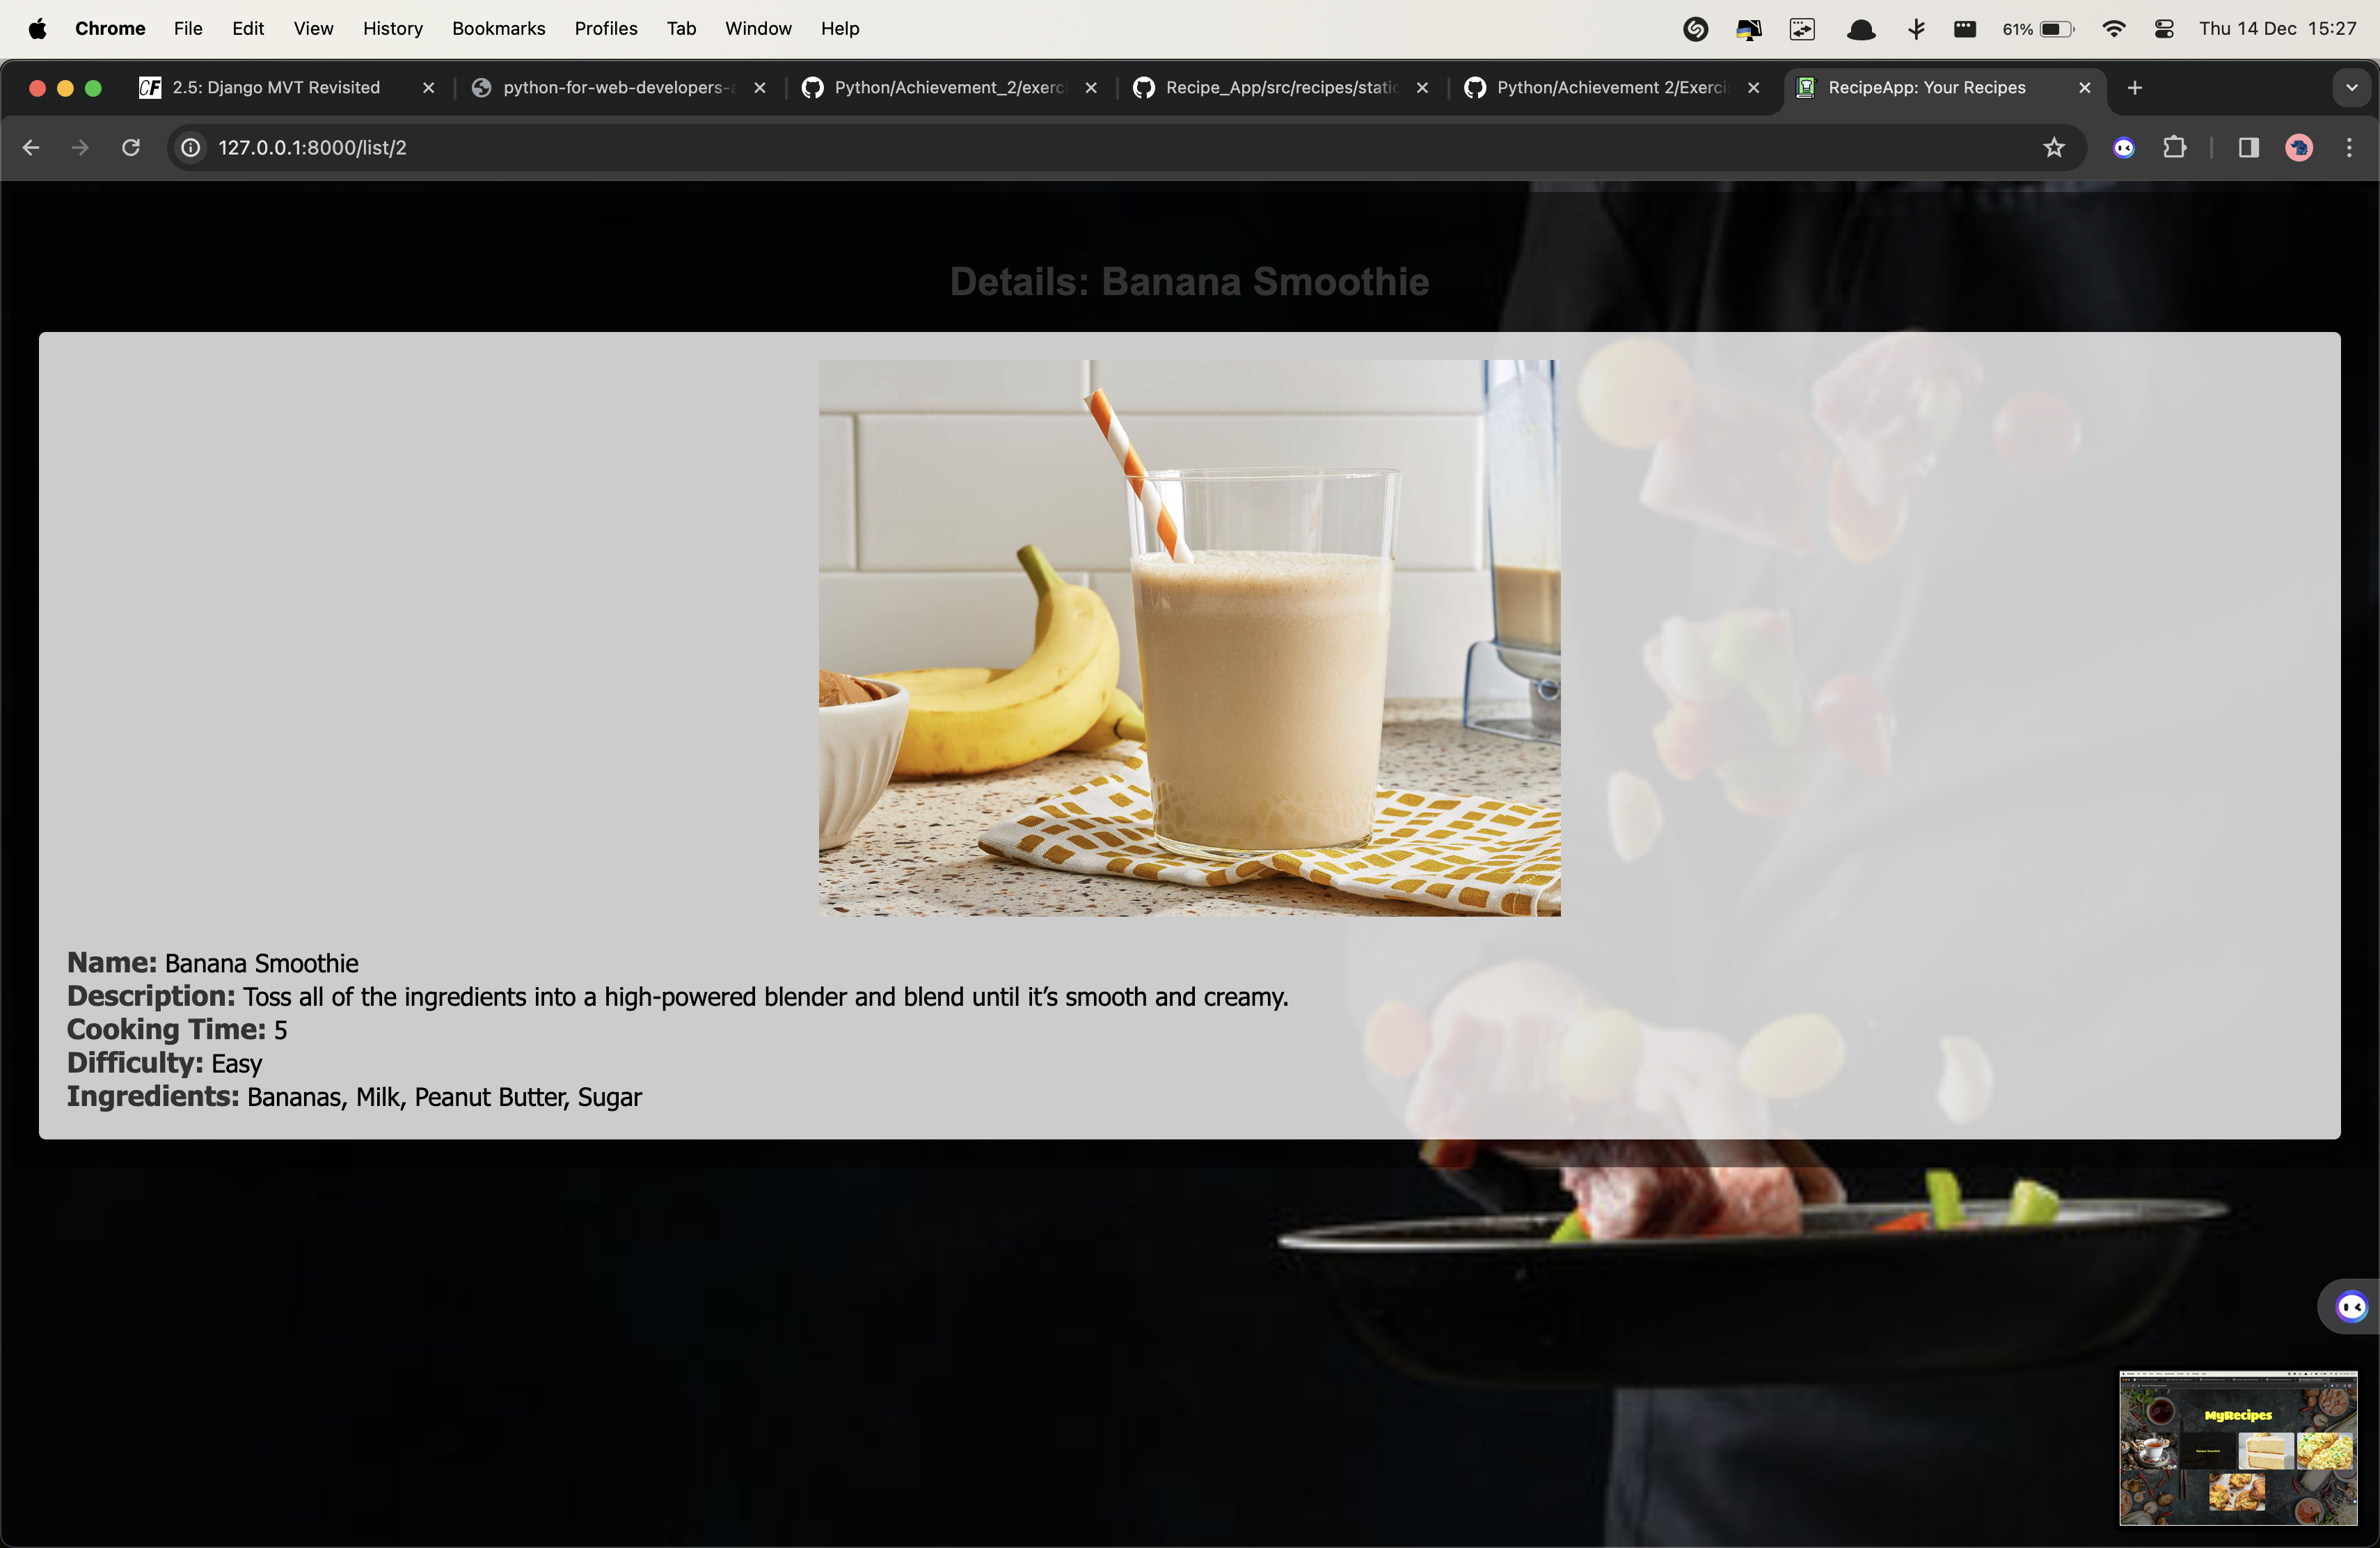 Chrome File Edit View History Bookmarks Profiles Tab Window Help 61% Thu 14 Dec 15:27
CF 2.5: Django MVT Revisited python-for-web-developers- Python/Achievement_2/exerci Recipe_App/src/recipes/static Python/Achievement 2/Exerci RecipeApp: Your Recipes
127.0.0.1:8000/list/2
Details: Banana Smoothie
Name: Banana Smoothie
Description: Toss all of the ingredients into a high-powered blender and blend until it’s smooth and creamy.
Cooking Time: 5
Difficulty: Easy
Ingredients: Bananas, Milk, Peanut Butter, Sugar
MyRecipes
Banana Smoothie